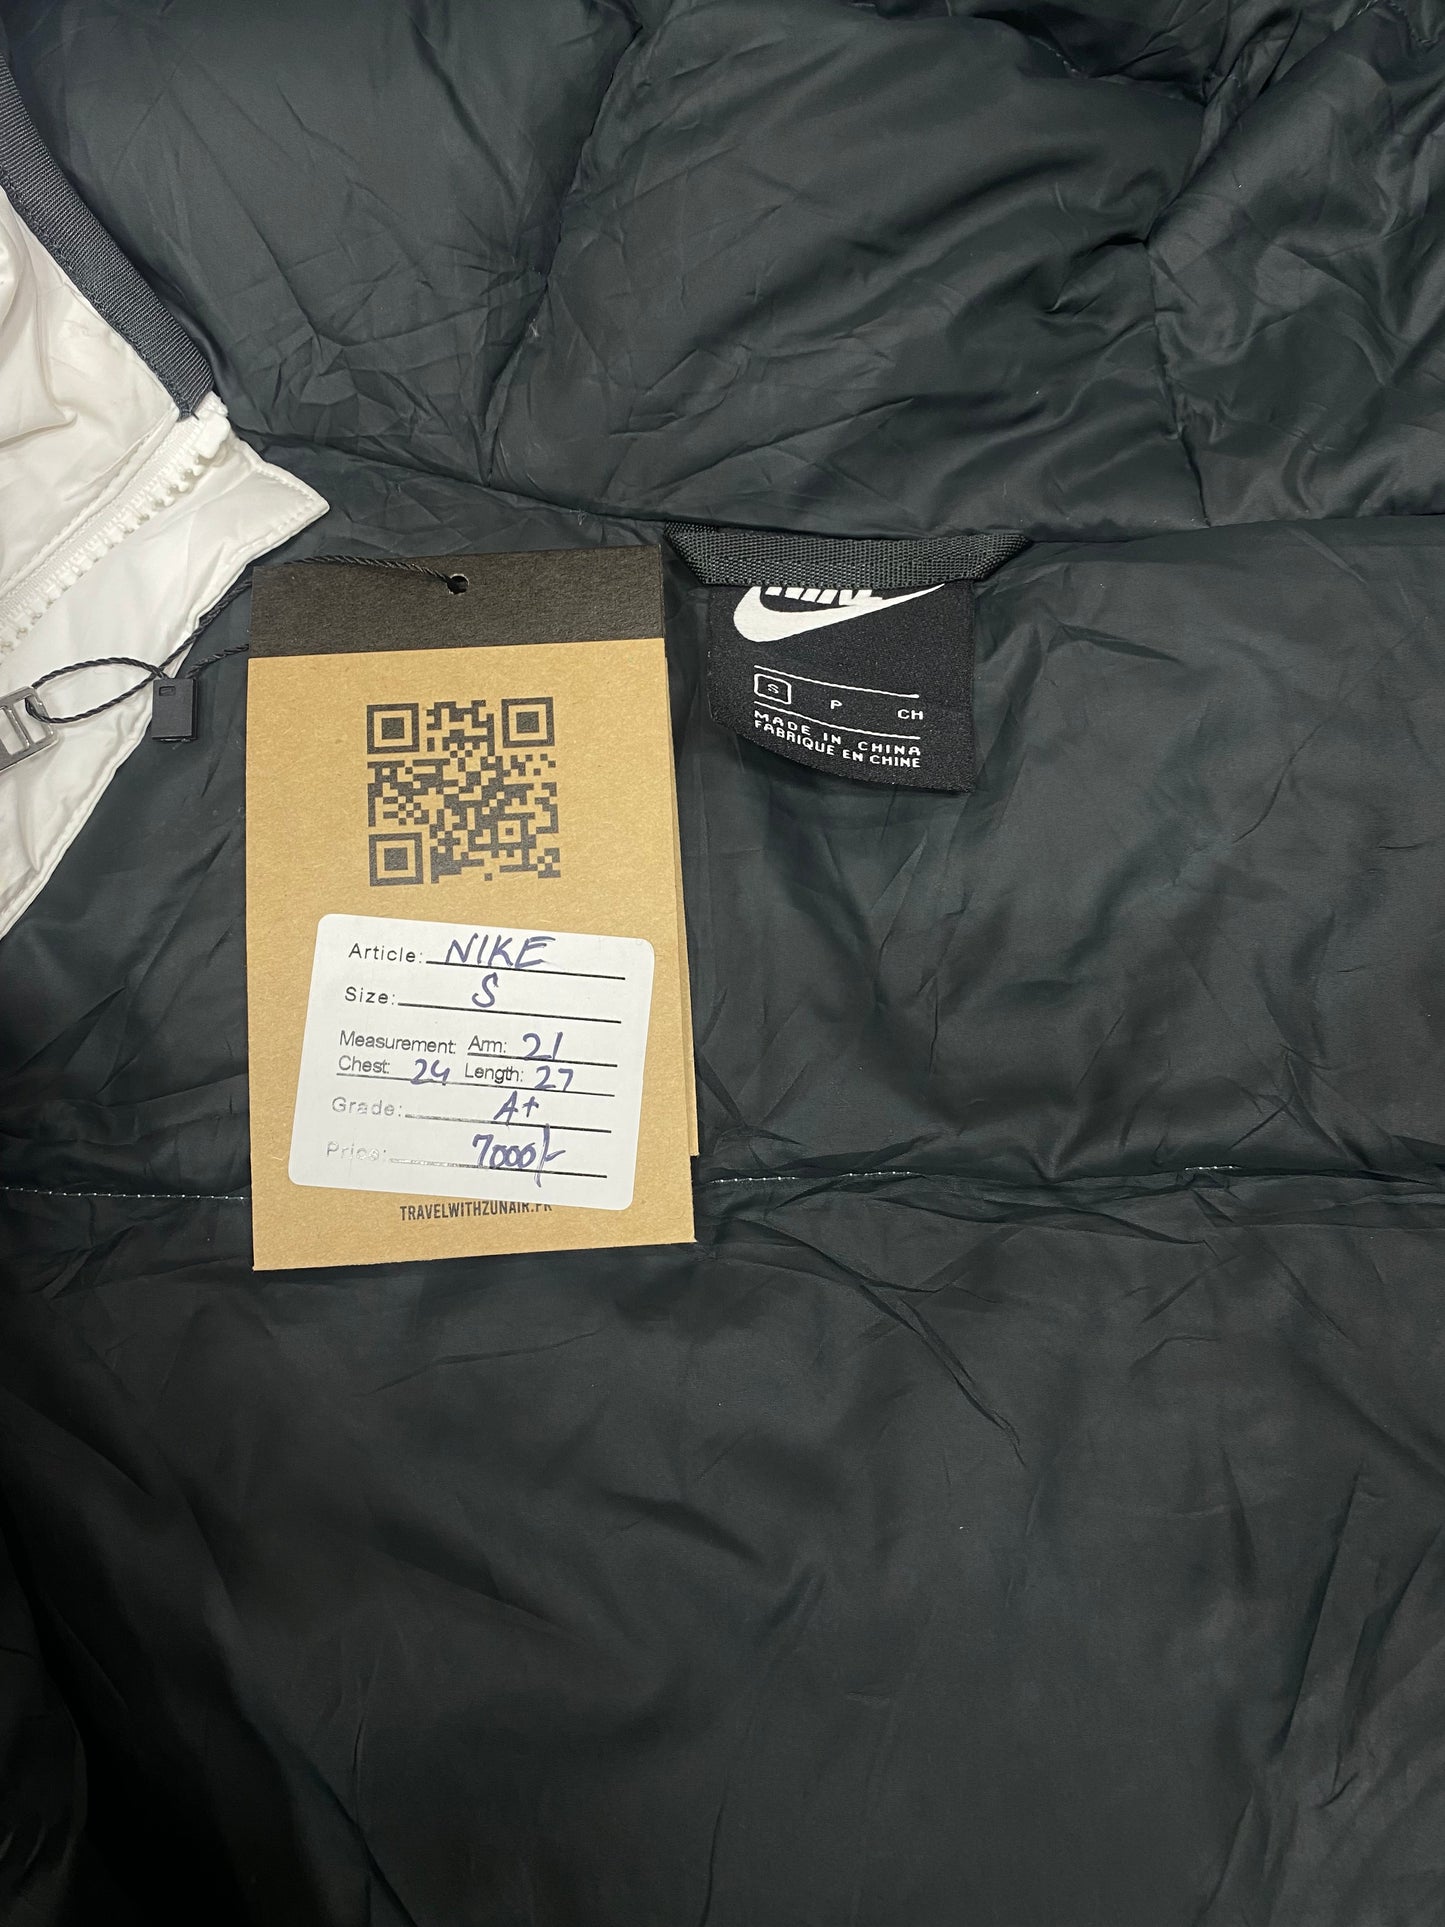 NIKE
S P CH
MADE IN CHINA
FABRIQUE EN CHINE
Article: NIKE
Size: S
Measurement: Arm: 21
Chest: 24 Length: 27
Grade: A+
Price: 7000/-
TRAVELWITHZUNAIR.PK